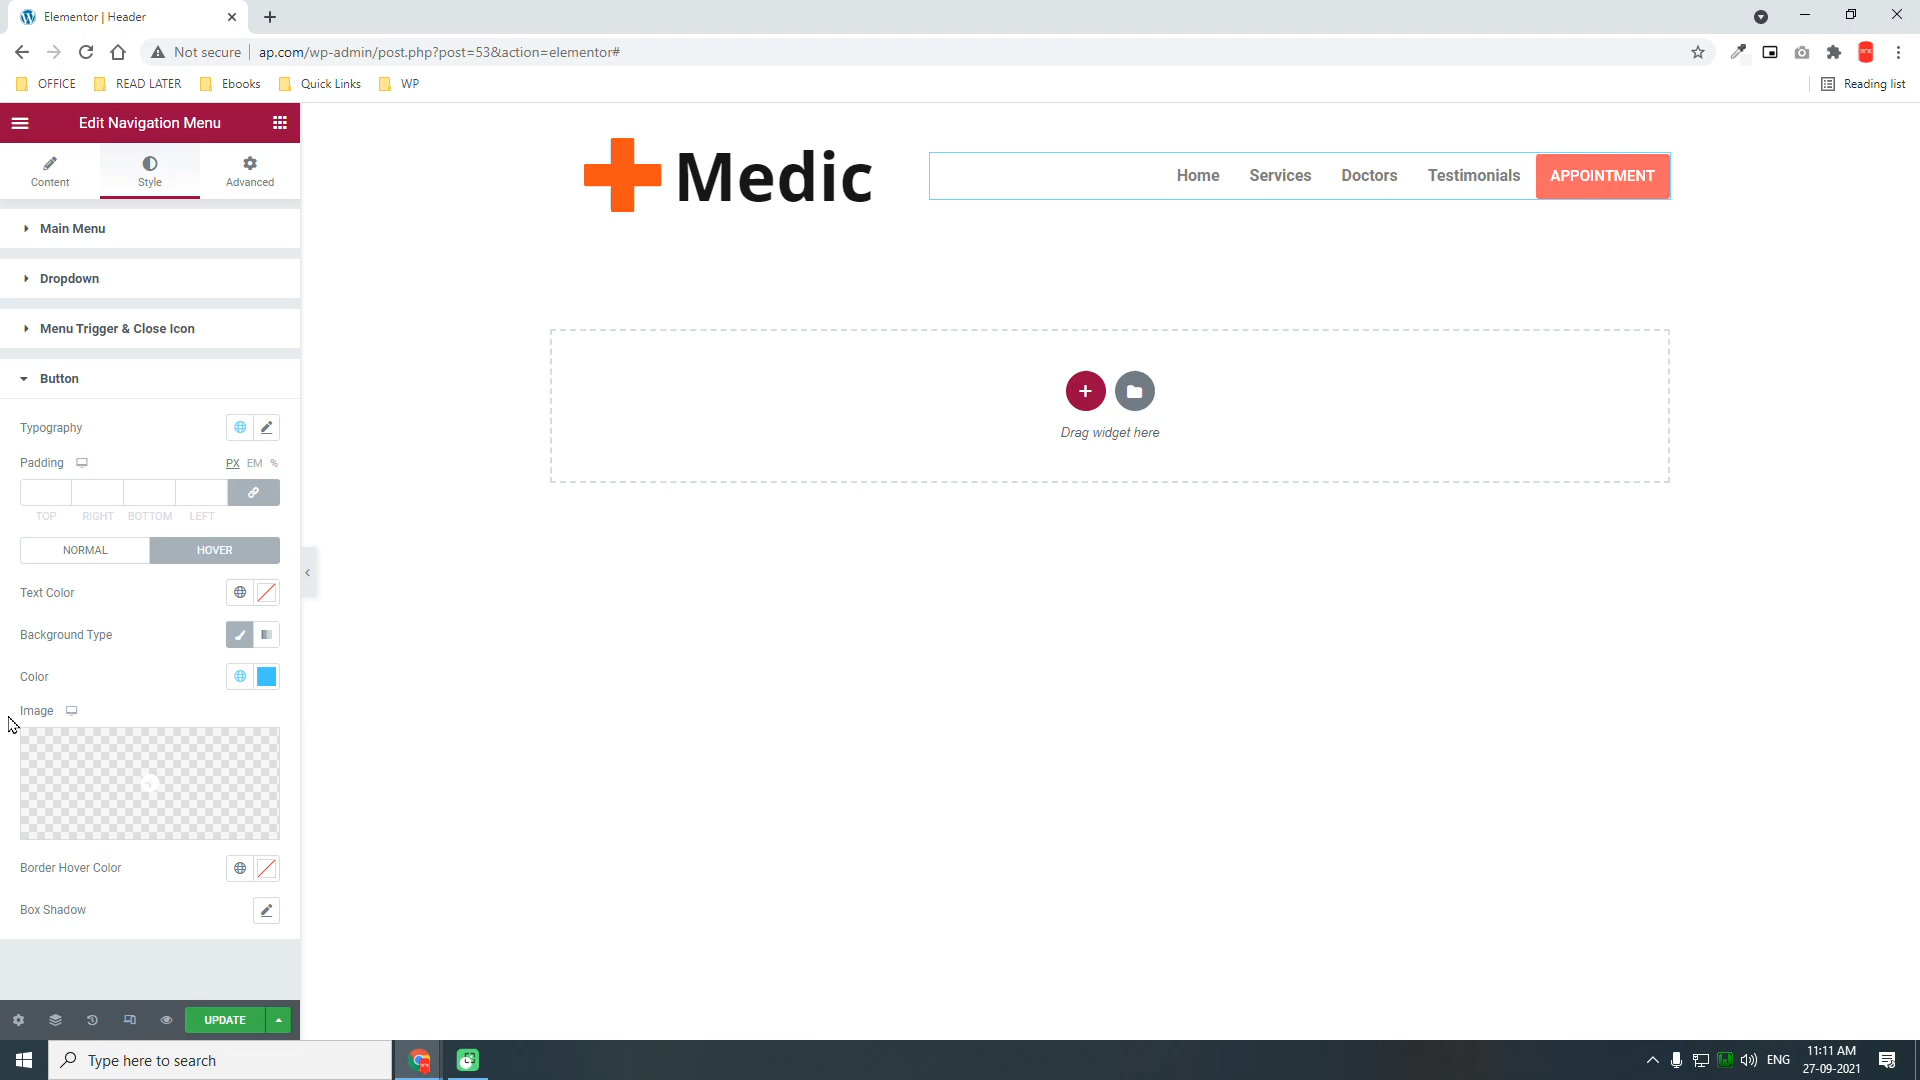 Elementor | Header
Not secure
ap.com/wp-admin/post.php?post=53&action=elementor#
OFFICE
READ LATER
Ebooks
Quick Links
WP
Reading list
Edit Navigation Menu
Content
Style
Advanced
Main Menu
Dropdown
Menu Trigger & Close Icon
Button
Typography
Padding
PX EM %
TOP RIGHT BOTTOM LEFT
NORMAL
HOVER
Text Color
Background Type
Color
Image
Border Hover Color
Box Shadow
UPDATE
Medic
Home
Services
Doctors
Testimonials
APPOINTMENT
Drag widget here
Type here to search
ENG
11:11 AM
27-09-2021